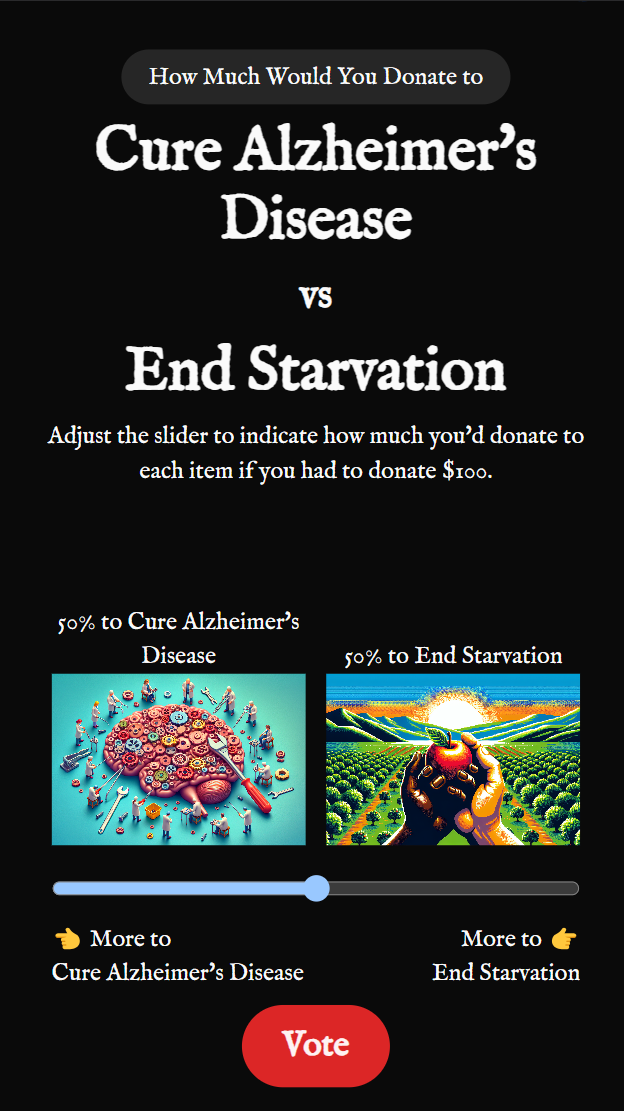 How Much Would You Donate to
Cure Alzheimer's
Disease
vs
End Starvation
Adjust the slider to indicate how much you'd donate to
each item if you had to donate $100.
50% to Cure Alzheimer's
Disease
50% to End Starvation
👈 More to
Cure Alzheimer's Disease
More to 👉
End Starvation
Vote